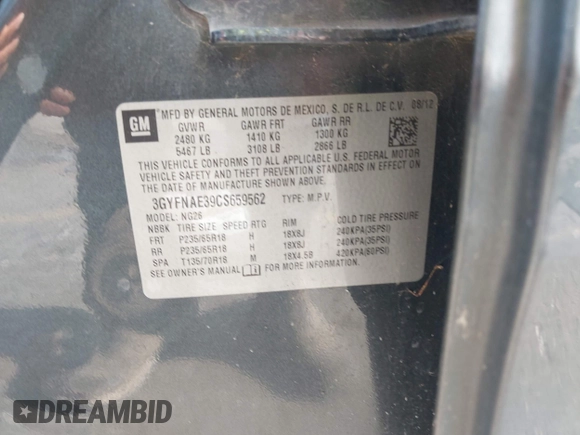 GM
MFD BY GENERAL MOTORS DE MEXICO, S. DE R.L. DE C.V. 08/12
GVWR GAWR FRT GAWR RR
2480 KG 1410 KG 1300 KG
5467 LB 3108 LB 2866 LB
THIS VEHICLE CONFORMS TO ALL APPLICABLE U.S. FEDERAL MOTOR
VEHICLE SAFETY AND THEFT PREVENTION STANDARDS IN EFFECT ON
THE DATE OF MANUFACTURE SHOWN ABOVE.
3GYFNAE39CS659562 TYPE: M.P.V.
MODEL: NG26
NBBK TIRE SIZE SPEED RTG RIM COLD TIRE PRESSURE
FRT P235/65R18 H 18X8J 240KPA(35PSI)
RR P235/65R18 H 18X8J 240KPA(35PSI)
SPA T135/70R18 M 18X4.5B 420KPA(60PSI)
SEE OWNER'S MANUAL FOR MORE INFORMATION.
DREAMBID